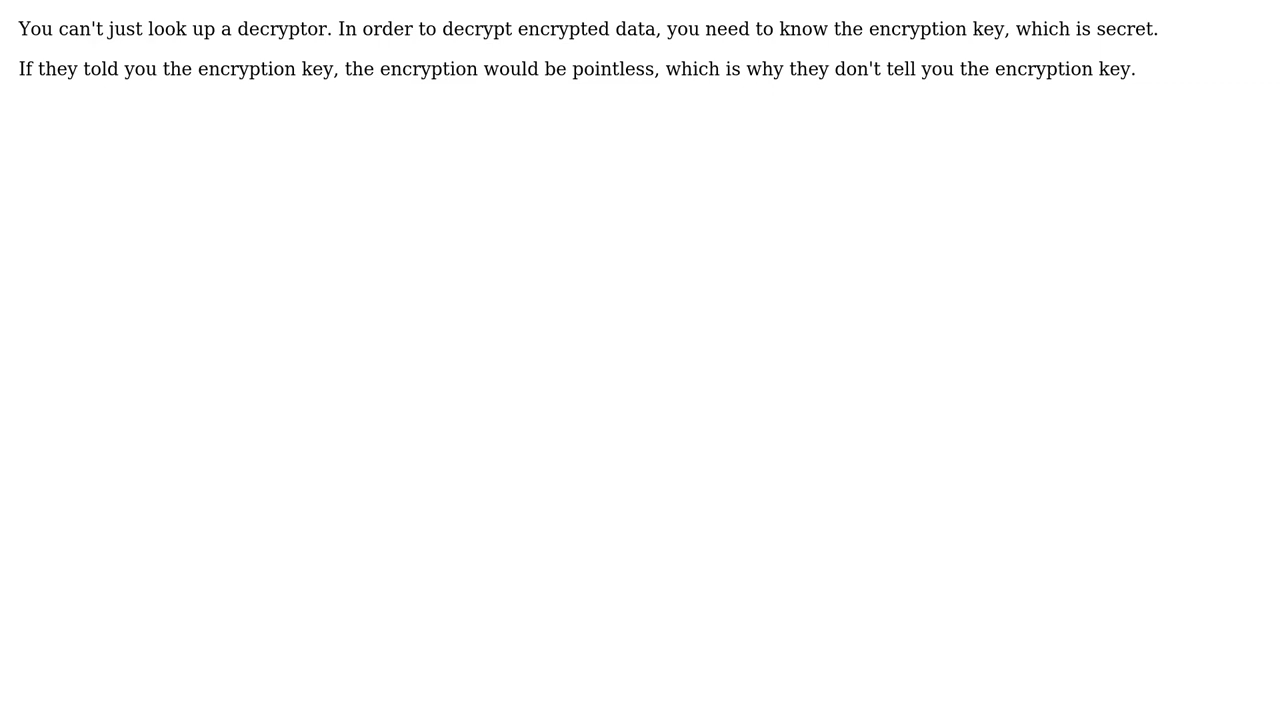 You can't just look up a decryptor. In order to decrypt encrypted data, you need to know the encryption key, which is secret.
If they told you the encryption key, the encryption would be pointless, which is why they don't tell you the encryption key.